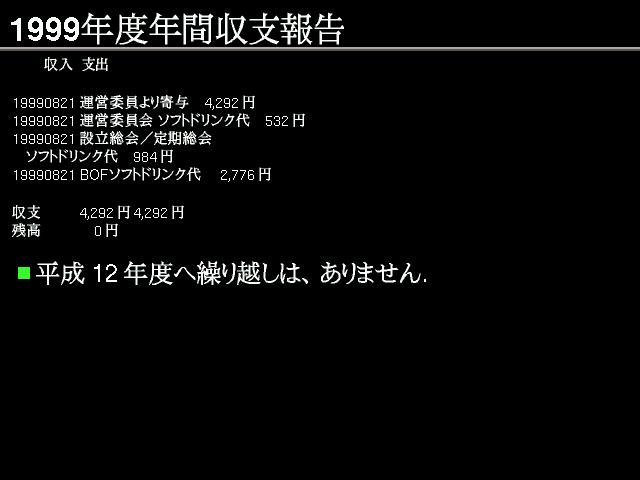 1999年度年間収支報告
収入 支出
19990821 運営委員より寄与 4,292 円
19990821 運営委員会 ソフトドリンク代 532 円
19990821 設立総会／定期総会
ソフトドリンク代 984 円
19990821 BOFソフトドリンク代 2,776 円
収支 4,292 円 4,292 円
残高 0 円
平成 12 年度へ繰り越しは、ありません.